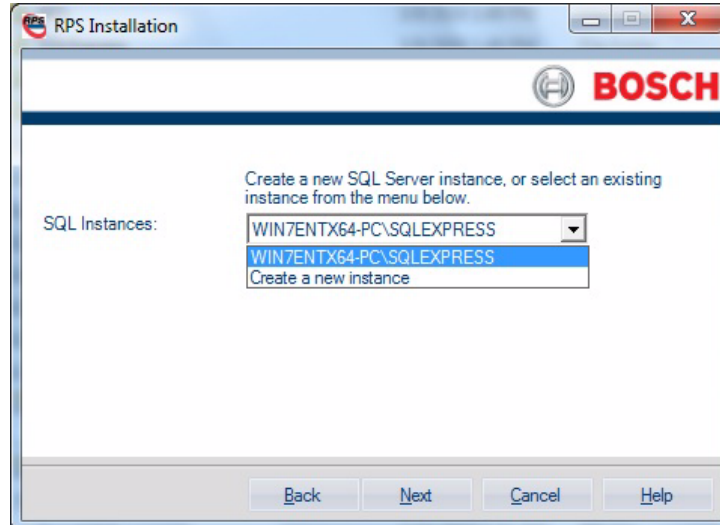 RPS RPS Installation
BOSCH
Create a new SQL Server instance, or select an existing
instance from the menu below.
SQL Instances:
WIN7ENTX64-PC\SQLEXPRESS
WIN7ENTX64-PC\SQLEXPRESS
Create a new instance
Back Next Cancel Help